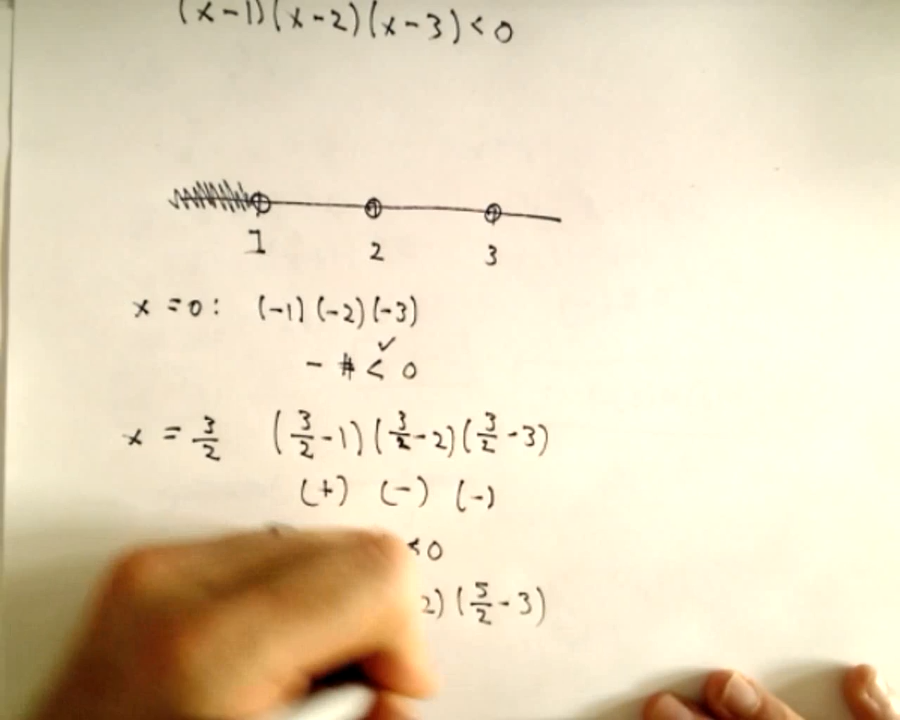 (x-1)(x-2)(x-3)<0
1 2 3
x=0: (-1)(-2)(-3)
✓
- # < 0
x = 3/2 (3/2-1)(3/2-2)(3/2-3)
(+) (-) (-)
<0
2)(5/2-3)